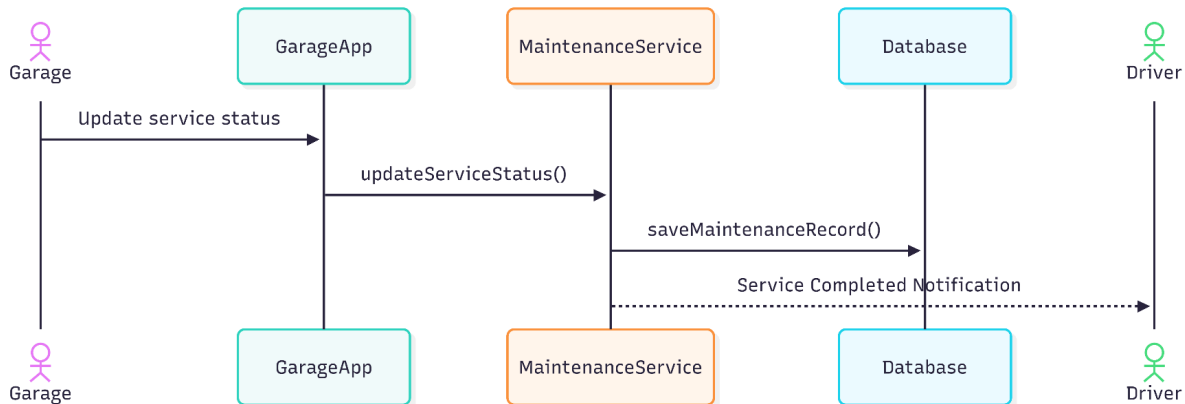 GarageApp
MaintenanceService
Database
Garage
Driver
Update service status
updateServiceStatus()
saveMaintenanceRecord()
Service Completed Notification
GarageApp
MaintenanceService
Database
Garage
Driver